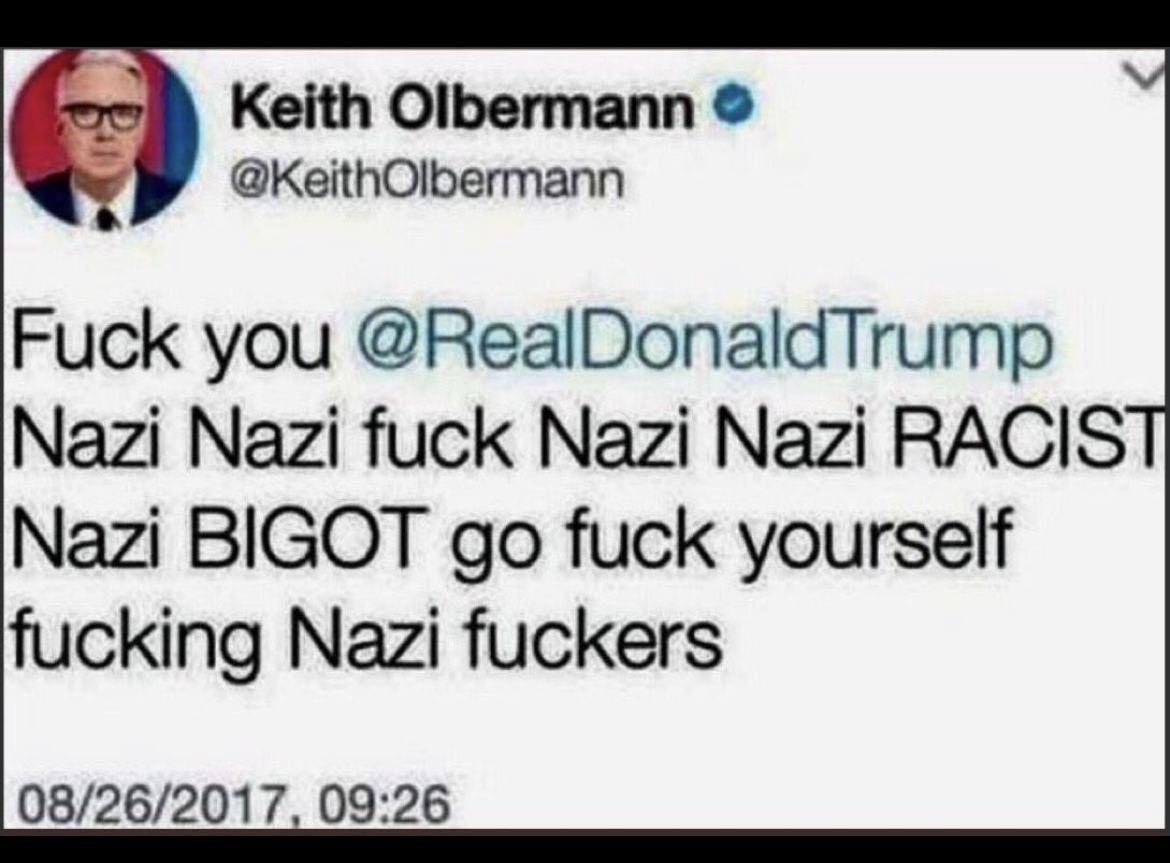 Keith Olbermann
@KeithOlbermann
Fuck you @RealDonaldTrump
Nazi Nazi fuck Nazi Nazi RACIST
Nazi BIGOT go fuck yourself
fucking Nazi fuckers
08/26/2017, 09:26